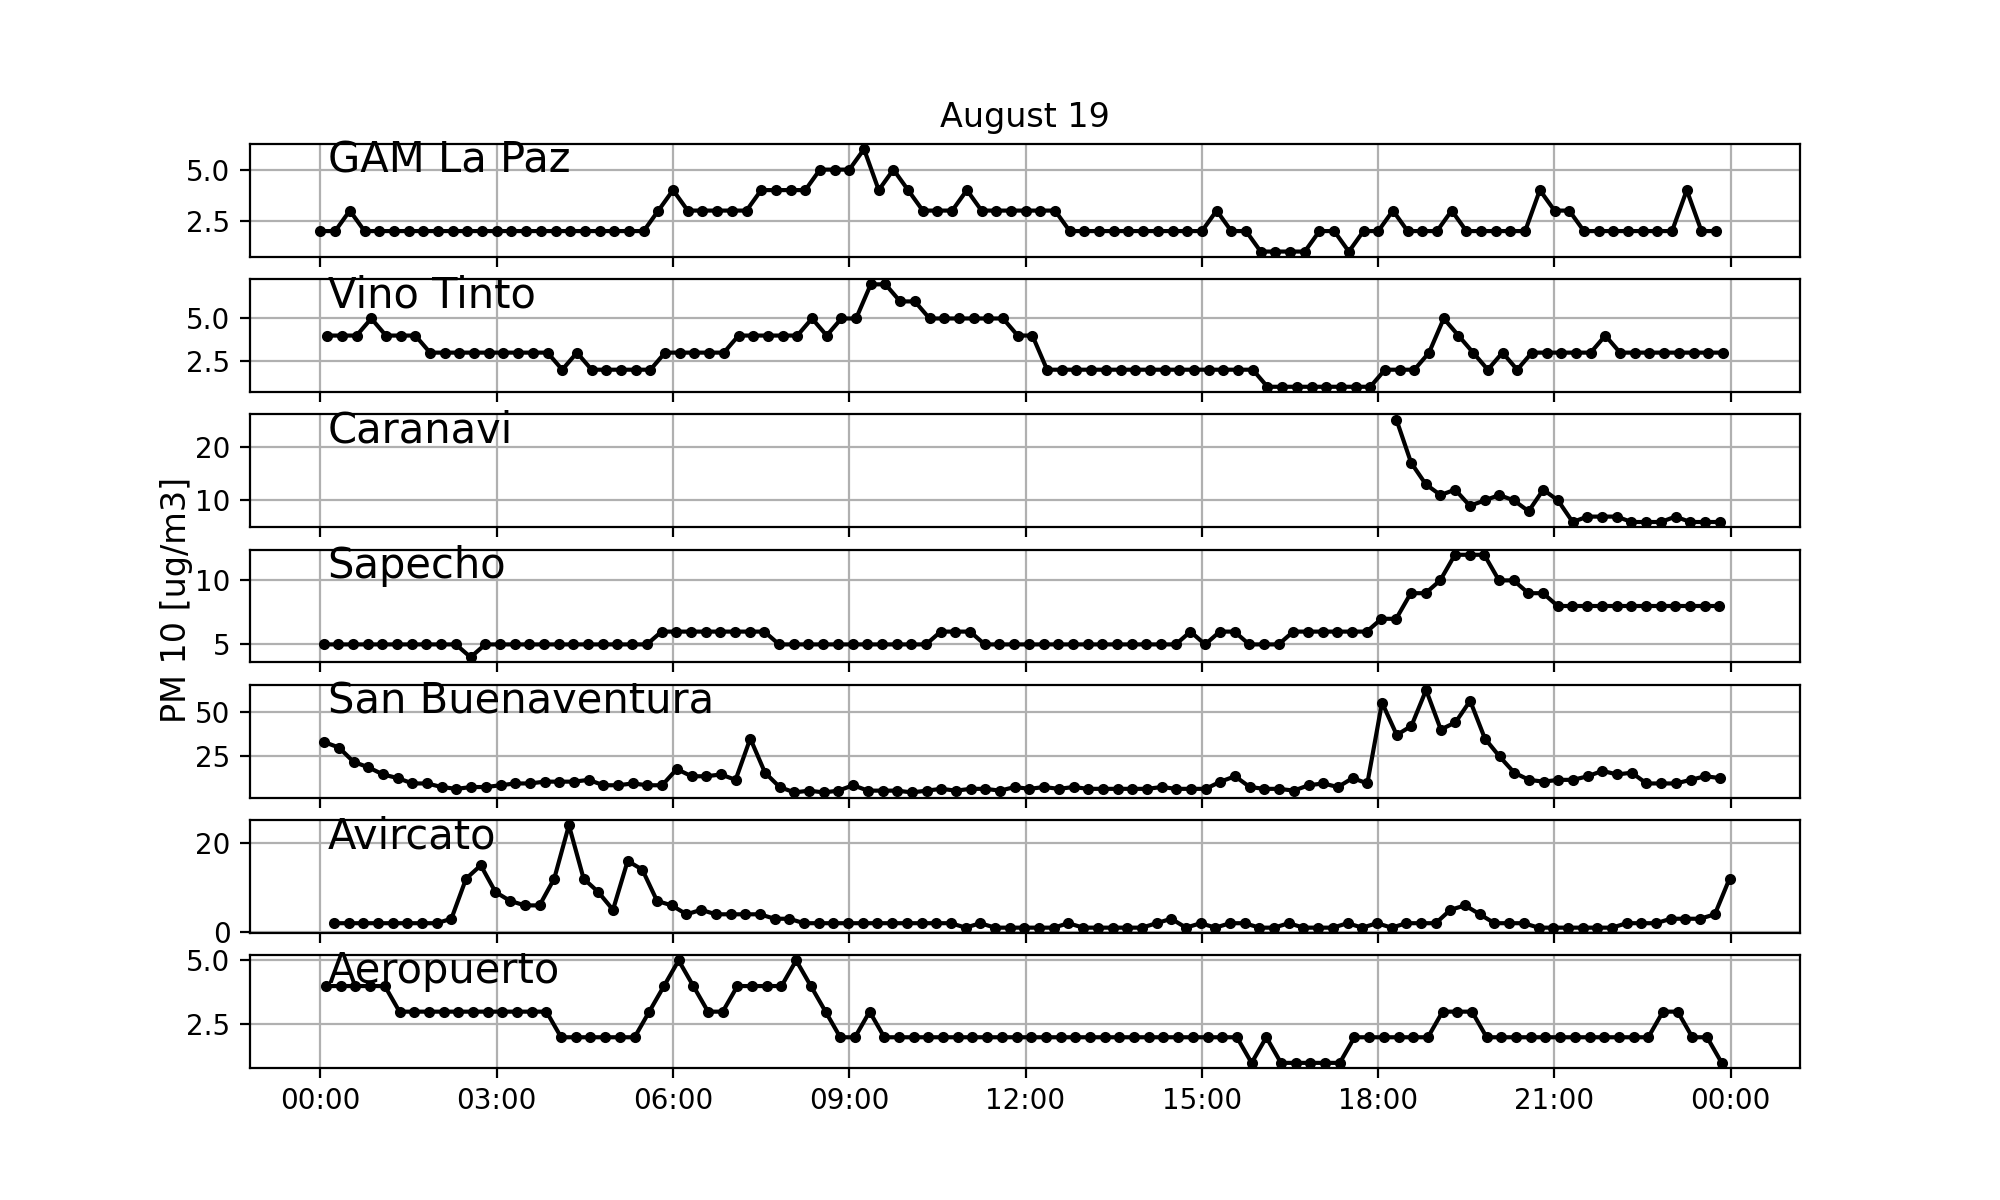 August 19
GAM La Paz
5.0
2.5
Vino Tinto
5.0
2.5
Caranavi
20
10
PM 10 [ug/m3]
Sapecho
10
5
San Buenaventura
50
25
Avircato
20
0
Aeropuerto
5.0
2.5
00:00 03:00 06:00 09:00 12:00 15:00 18:00 21:00 00:00